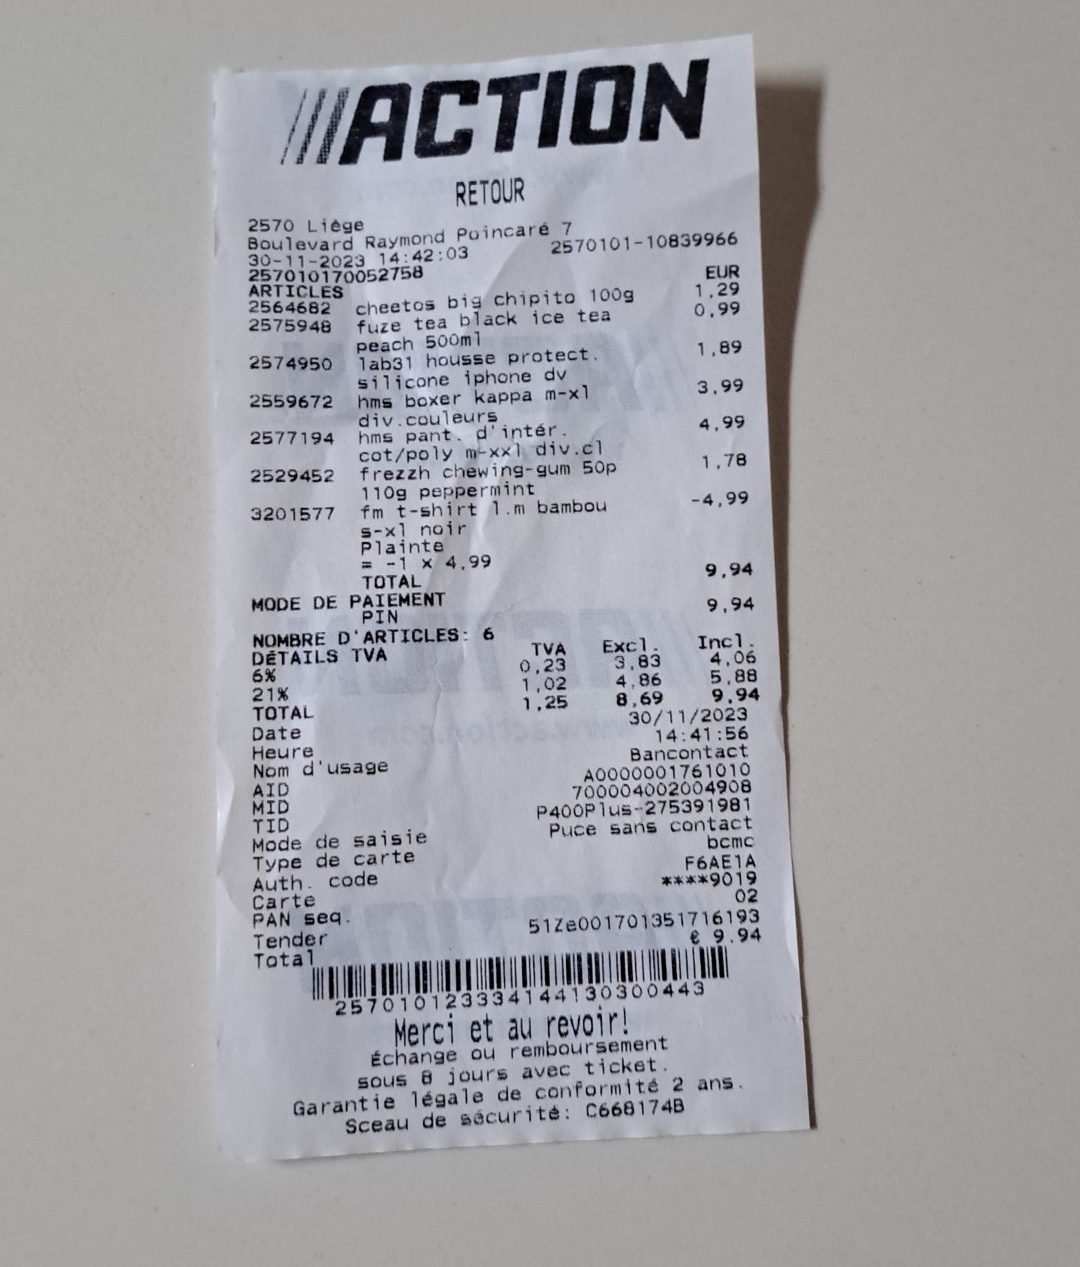 ACTION
RETOUR
2570 Liège
Boulevard Raymond Poincaré 7
30-11-2023 14:42:03 2570101-10839966
257010170052758
ARTICLES EUR
2564682 cheetos big chipito 100g 1,29
2575948 fuze tea black ice tea 0,99
peach 500ml
2574950 lab31 housse protect. 1,89
silicone iphone dv
2559672 hms boxer kappa m-xl 3,99
div.couleurs
2577194 hms pant. d'intér. 4,99
cot/poly m-xxl div.cl
2529452 frezzh chewing-gum 50p 1,78
110g peppermint
3201577 fm t-shirt l.m bambou -4,99
s-xl noir
Plainte
= -1 x 4,99
TOTAL 9,94
MODE DE PAIEMENT
PIN 9,94
NOMBRE D'ARTICLES: 6
DÉTAILS TVA TVA Excl. Incl.
6% 0,23 3,83 4,06
21% 1,02 4,86 5,88
TOTAL 1,25 8,69 9,94
Date 30/11/2023
Heure 14:41:56
Nom d'usage Bancontact
AID A0000001761010
MID 700004002004908
TID P400Plus-275391981
Mode de saisie Puce sans contact
Type de carte bcmc
Auth. code F6AE1A
Carte ****9019
PAN seq. 02
Tender 51Ze001701351716193
Total € 9.94
2570101233341441303004​43
Merci et au revoir!
Échange ou remboursement
sous 8 jours avec ticket.
Garantie légale de conformité 2 ans.
Sceau de sécurité: C668174B